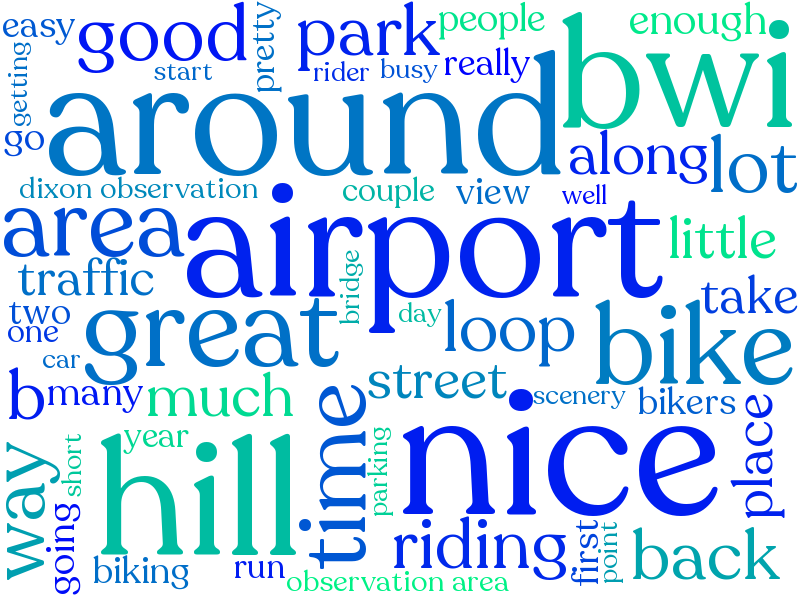 easy
good
pretty
park
people
enough
bwi
start
rider
busy
really
getting
go
around
along
lot
dixon observation
couple
view
well
area
airport
little
traffic
bridge
take
two
great
day
loop
bike
one
car
street
b
many
much
time
scenery
bikers
place
nice
way
short
year
hill
parking
going
riding
first
point
back
biking
run
observation area